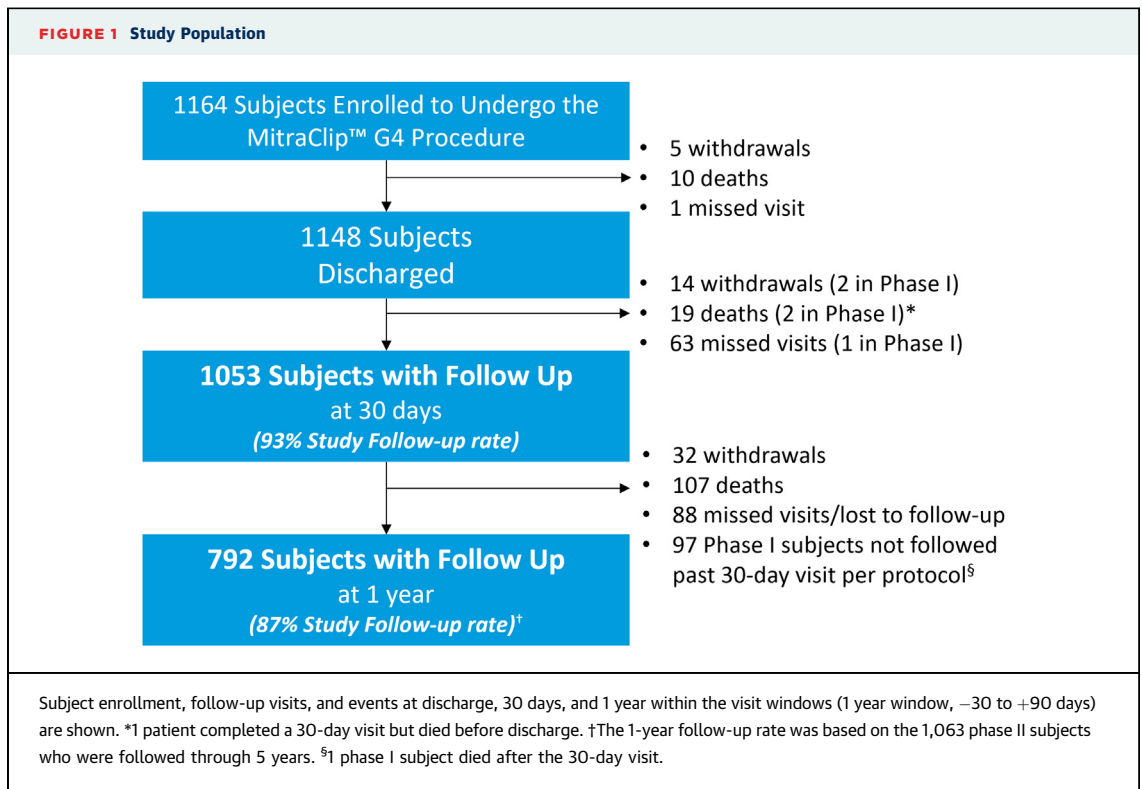 FIGURE 1 Study Population
1164 Subjects Enrolled to Undergo the
MitraClip™ G4 Procedure
• 5 withdrawals
• 10 deaths
• 1 missed visit
1148 Subjects
Discharged
• 14 withdrawals (2 in Phase I)
• 19 deaths (2 in Phase I)*
• 63 missed visits (1 in Phase I)
1053 Subjects with Follow Up
at 30 days
(93% Study Follow-up rate)
• 32 withdrawals
• 107 deaths
• 88 missed visits/lost to follow-up
• 97 Phase I subjects not followed
past 30-day visit per protocol§
792 Subjects with Follow Up
at 1 year
(87% Study Follow-up rate)†
Subject enrollment, follow-up visits, and events at discharge, 30 days, and 1 year within the visit windows (1 year window, −30 to +90 days)
are shown. *1 patient completed a 30-day visit but died before discharge. †The 1-year follow-up rate was based on the 1,063 phase II subjects
who were followed through 5 years. §1 phase I subject died after the 30-day visit.